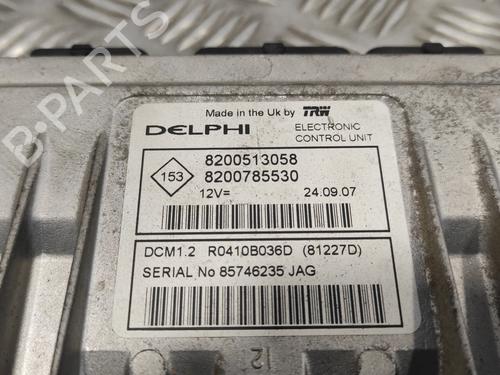 Made in the Uk by TRW
DELPHI ELECTRONIC
CONTROL UNIT
8200513058
153 8200785530
12V= 24.09.07
DCM1.2 R0410B036D (81227D)
SERIAL No 85746235 JAG
12
B-PARTS